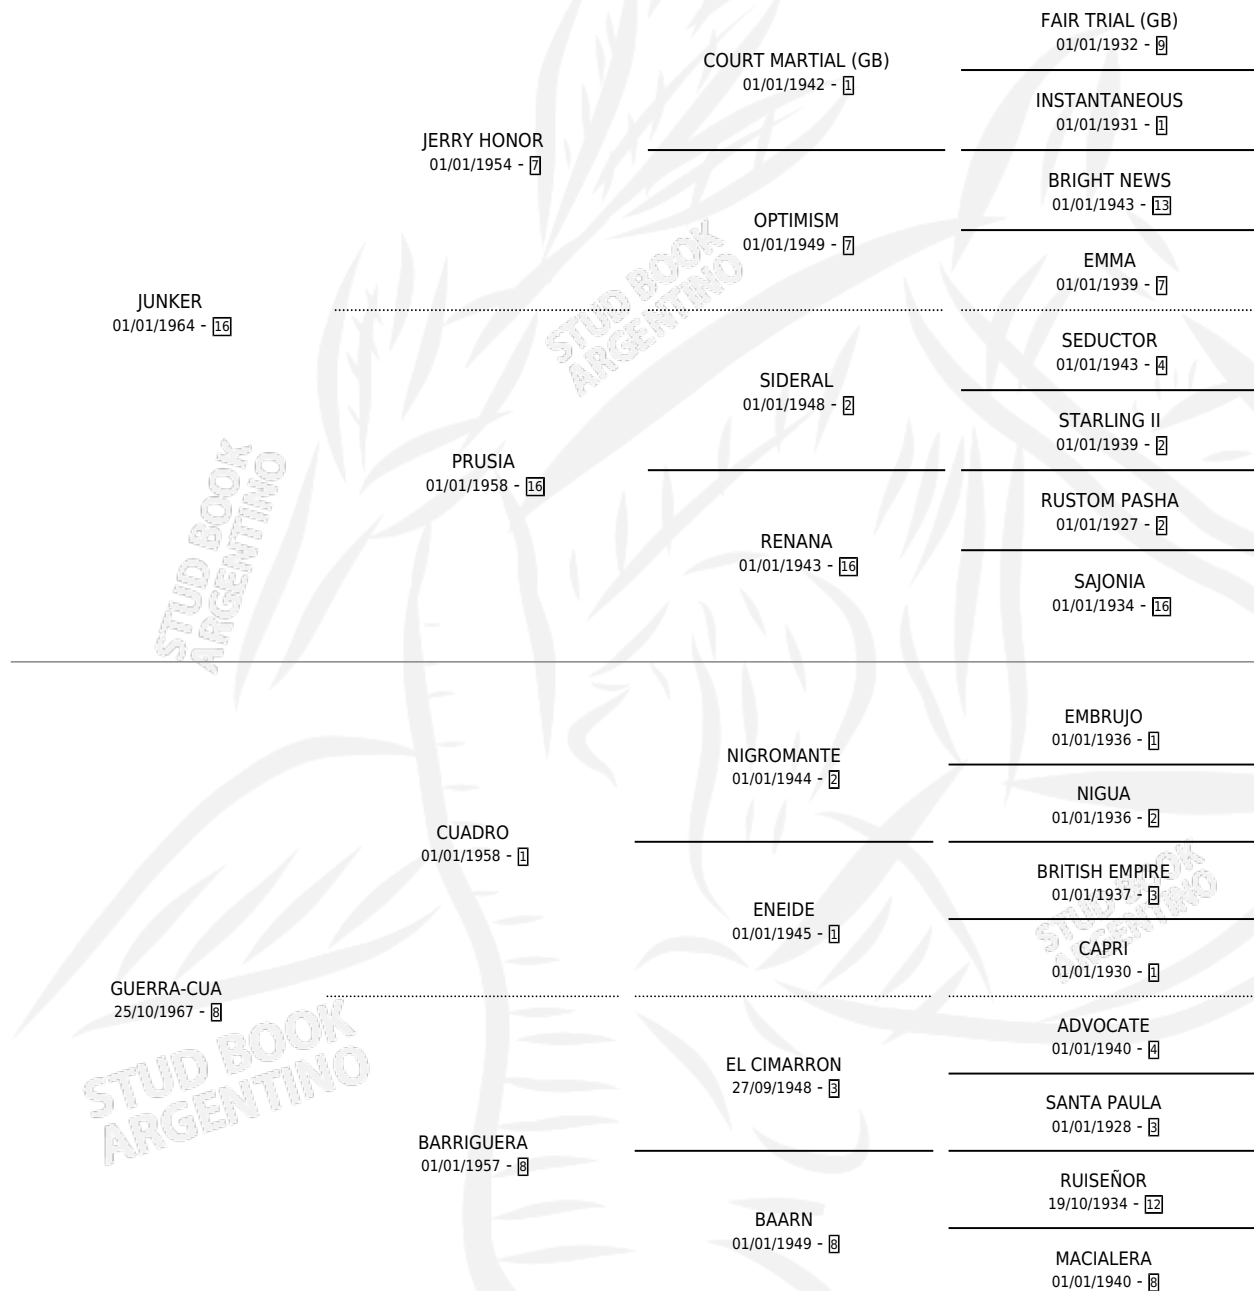 FAIR TRIAL (GB)
01/01/1932 - 9
COURT MARTIAL (GB)
01/01/1942 - 1
INSTANTANEOUS
01/01/1931 - 1
JERRY HONOR
01/01/1954 - 7
BRIGHT NEWS
01/01/1943 - 13
OPTIMISM
01/01/1949 - 7
EMMA
01/01/1939 - 7
JUNKER
01/01/1964 - 16
SEDUCTOR
01/01/1943 - 4
SIDERAL
01/01/1948 - 2
STARLING II
01/01/1939 - 2
PRUSIA
01/01/1958 - 16
RUSTOM PASHA
01/01/1927 - 2
RENANA
01/01/1943 - 16
SAJONIA
01/01/1934 - 16
EMBRUJO
01/01/1936 - 1
NIGROMANTE
01/01/1944 - 2
NIGUA
01/01/1936 - 2
CUADRO
01/01/1958 - 1
BRITISH EMPIRE
01/01/1937 - 3
ENEIDE
01/01/1945 - 1
CAPRI
01/01/1930 - 1
GUERRA-CUA
25/10/1967 - 8
ADVOCATE
01/01/1940 - 4
EL CIMARRON
27/09/1948 - 3
SANTA PAULA
01/01/1928 - 3
BARRIGUERA
01/01/1957 - 8
RUISEÑOR
19/10/1934 - 12
BAARN
01/01/1949 - 8
MACIALERA
01/01/1940 - 8
STUD BOOK
ARGENTINO
STUD BOOK
ARGENTINO
STUD BOOK
ARGENTINO
STUD BOOK
ARGENTINO